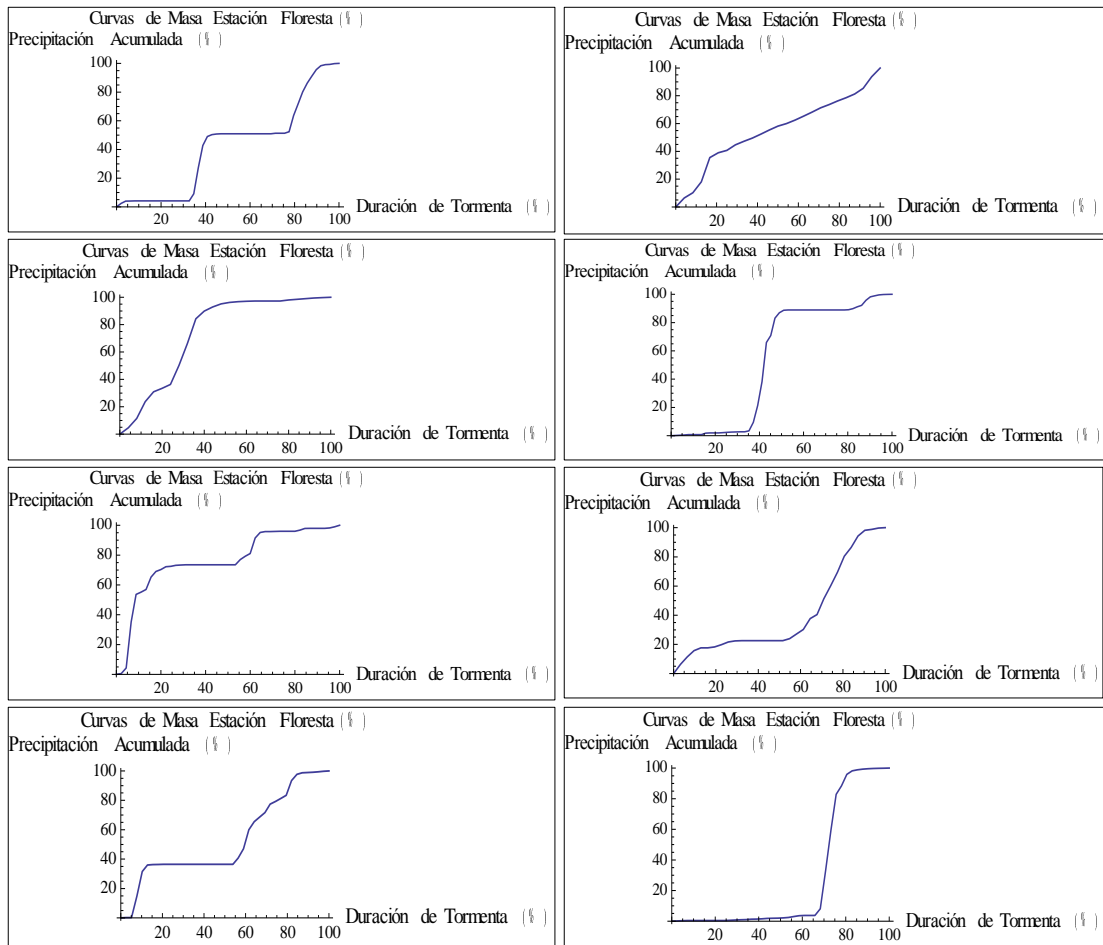 Curvas de Masa Estación Floresta (%)
Precipitación Acumulada (%)
100
80
60
40
20
20 40 60 80 100
Duración de Tormenta (%)
Curvas de Masa Estación Floresta (%)
Precipitación Acumulada (%)
100
80
60
40
20
20 40 60 80 100
Duración de Tormenta (%)
Curvas de Masa Estación Floresta (%)
Precipitación Acumulada (%)
100
80
60
40
20
20 40 60 80 100
Duración de Tormenta (%)
Curvas de Masa Estación Floresta (%)
Precipitación Acumulada (%)
100
80
60
40
20
20 40 60 80 100
Duración de Tormenta (%)
Curvas de Masa Estación Floresta (%)
Precipitación Acumulada (%)
100
80
60
40
20
20 40 60 80 100
Duración de Tormenta (%)
Curvas de Masa Estación Floresta (%)
Precipitación Acumulada (%)
100
80
60
40
20
20 40 60 80 100
Duración de Tormenta (%)
Curvas de Masa Estación Floresta (%)
Precipitación Acumulada (%)
100
80
60
40
20
20 40 60 80 100
Duración de Tormenta (%)
Curvas de Masa Estación Floresta (%)
Precipitación Acumulada (%)
100
80
60
40
20
20 40 60 80 100
Duración de Tormenta (%)